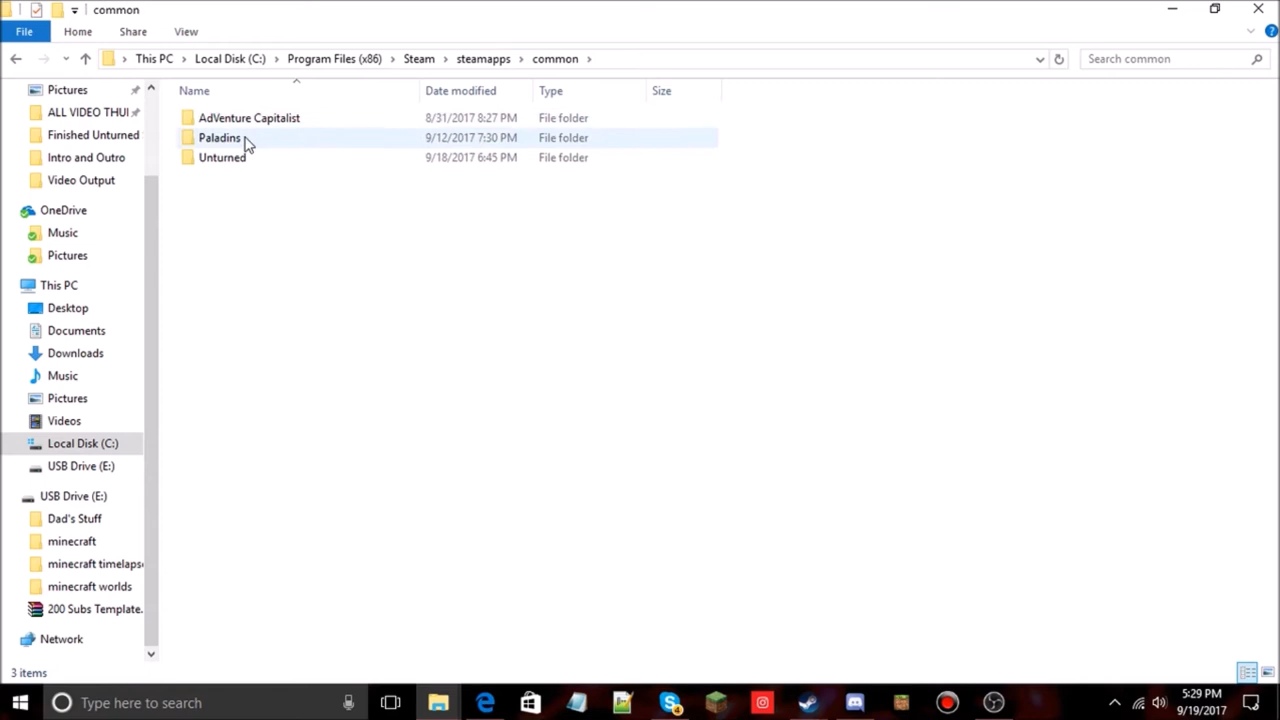 common
File Home Share View
This PC Local Disk (C:) Program Files (x86) Steam steamapps common
Search common
Name Date modified Type Size
AdVenture Capitalist 8/31/2017 8:27 PM File folder
Paladins 9/12/2017 7:30 PM File folder
Unturned 9/18/2017 6:45 PM File folder
Pictures
ALL VIDEO THUI
Finished Unturned
Intro and Outro
Video Output
OneDrive
Music
Pictures
This PC
Desktop
Documents
Downloads
Music
Pictures
Videos
Local Disk (C:)
USB Drive (E:)
USB Drive (E:)
Dad's Stuff
minecraft
minecraft timelaps
minecraft worlds
200 Subs Template.
Network
3 items
Type here to search
5:29 PM
9/19/2017